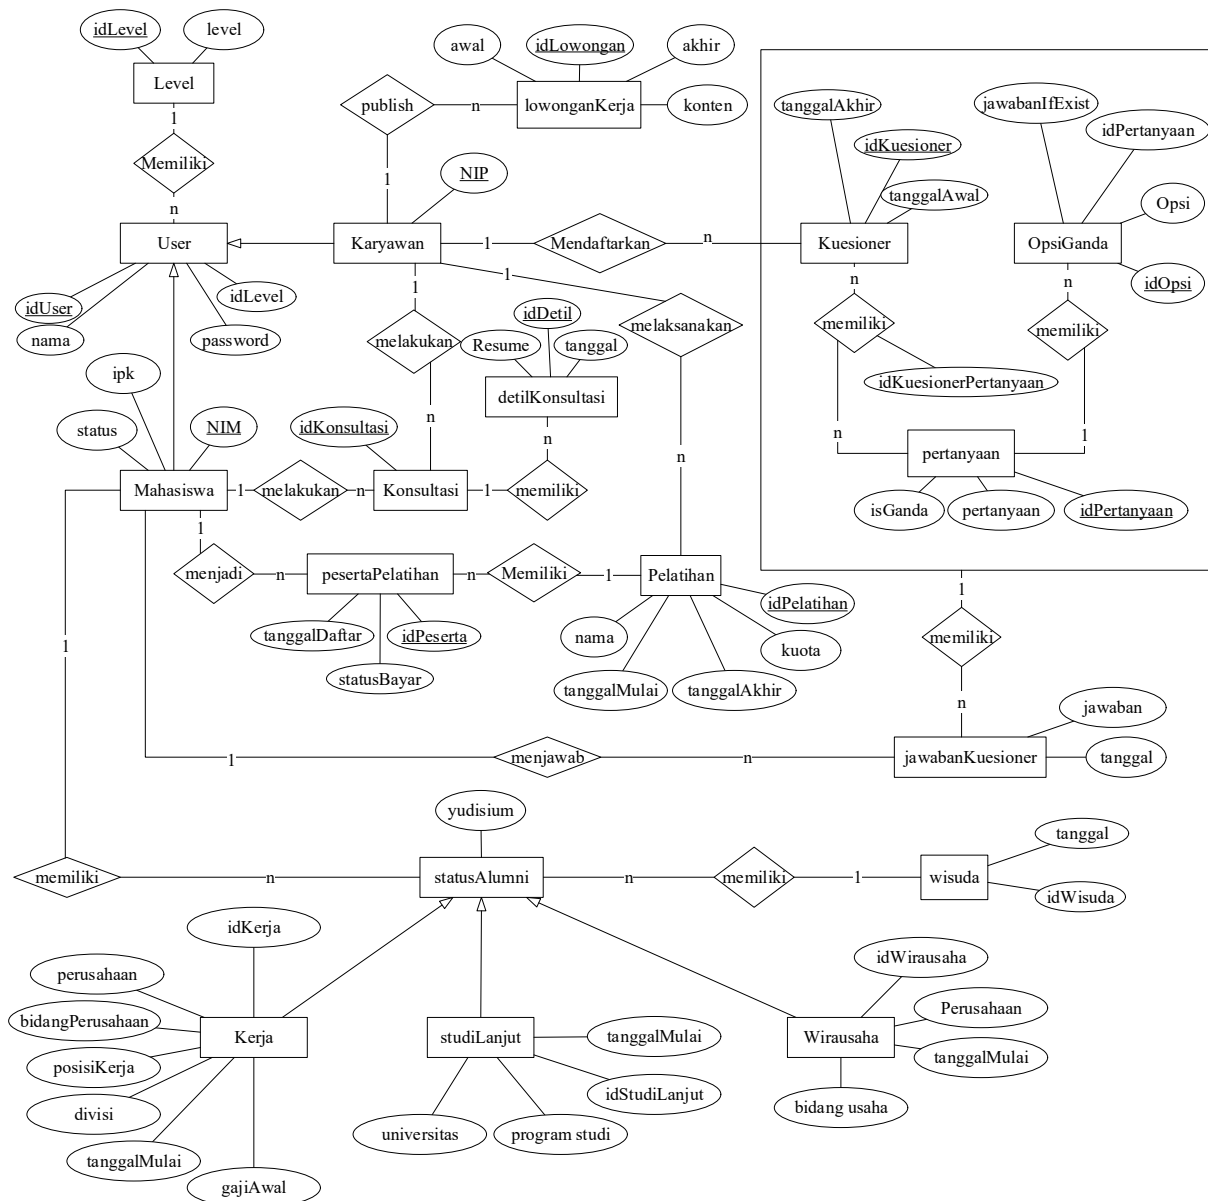 idLevel
level
Level
1
Memiliki
n
User
idUser
nama
idLevel
password
awal
idLowongan
akhir
publish
n
lowonganKerja
konten
1
NIP
Karyawan
1
Mendaftarkan
n
1
1
melakukan
n
melaksanakan
n
tanggalAkhir
idKuesioner
tanggalAwal
Kuesioner
n
memiliki
idKuesionerPertanyaan
n
jawabanIfExist
idPertanyaan
Opsi
OpsiGanda
idOpsi
n
memiliki
1
pertanyaan
isGanda
pertanyaan
idPertanyaan
idDetil
Resume
tanggal
detilKonsultasi
n
ipk
status
NIM
Mahasiswa
1
melakukan
n
idKonsultasi
Konsultasi
1
memiliki
1
menjadi
n
pesertaPelatihan
n
Memiliki
1
Pelatihan
tanggalDaftar
idPeserta
statusBayar
idPelatihan
nama
kuota
tanggalMulai
tanggalAkhir
1
memiliki
n
jawaban
jawabanKuesioner
tanggal
1
menjawab
n
1
memiliki
n
yudisium
statusAlumni
n
memiliki
1
wisuda
tanggal
idWisuda
idKerja
perusahaan
bidangPerusahaan
Kerja
posisiKerja
divisi
tanggalMulai
gajiAwal
studiLanjut
tanggalMulai
idStudiLanjut
universitas
program studi
idWirausaha
Perusahaan
Wirausaha
tanggalMulai
bidang usaha